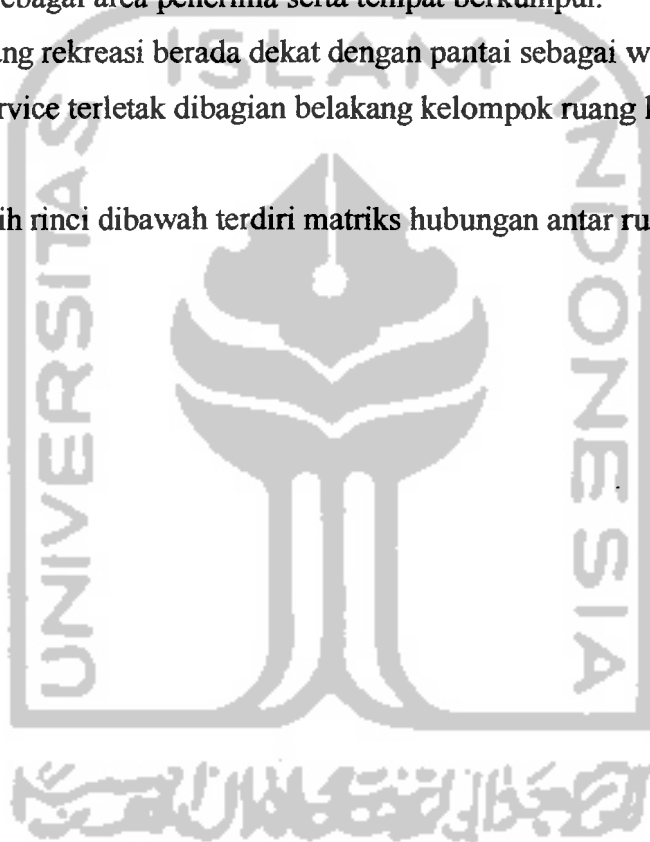 ebagai area penerima serta tempat berkumpul.
ng rekreasi berada dekat dengan pantai sebagai w
rvice terletak dibagian belakang kelompok ruang
ih rinci dibawah terdiri matriks hubungan antar ru
UNIVERSITAS
ISLAM
INDONESIA